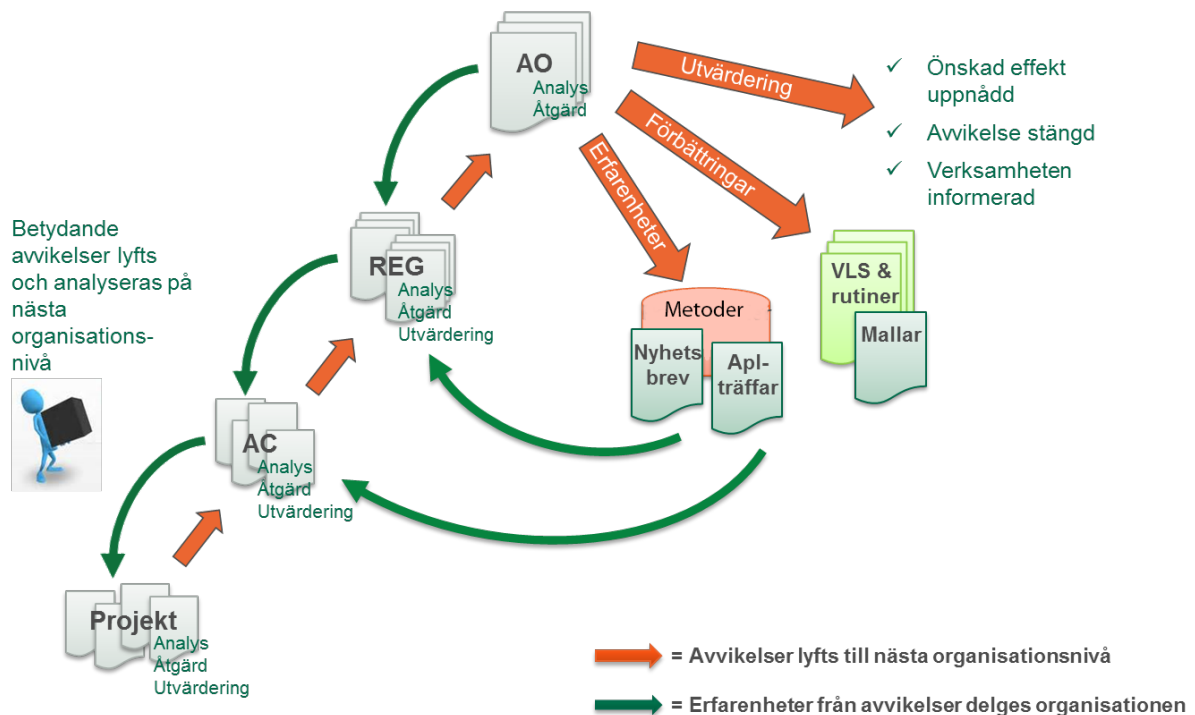 AO
Analys
Åtgärd
Utvärdering
Förbättringar
Erfarenheter
✓ Önskad effekt
uppnådd
✓ Avvikelse stängd
✓ Verksamheten
informerad
Betydande
avvikelser lyfts
och analyseras på
nästa
organisations-
nivå
REG
Analys
Åtgärd
Utvärdering
VLS &
rutiner
Mallar
Metoder
Nyhets
brev
Apl-
träffar
AC
Analys
Åtgärd
Utvärdering
Projekt
Analys
Åtgärd
Utvärdering
= Avvikelser lyfts till nästa organisationsnivå
= Erfarenheter från avvikelser delges organisationen